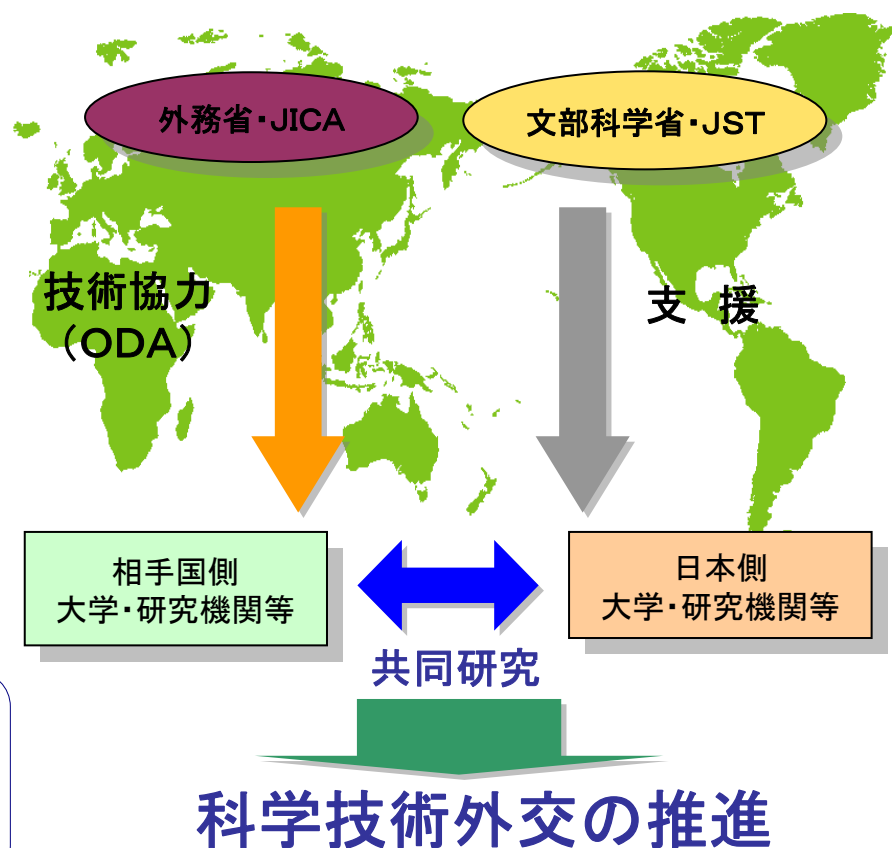 外務省・JICA
文部科学省・JST
技術協力
(ODA)
支　援
相手国側
大学・研究機関等
日本側
大学・研究機関等
共同研究
科学技術外交の推進